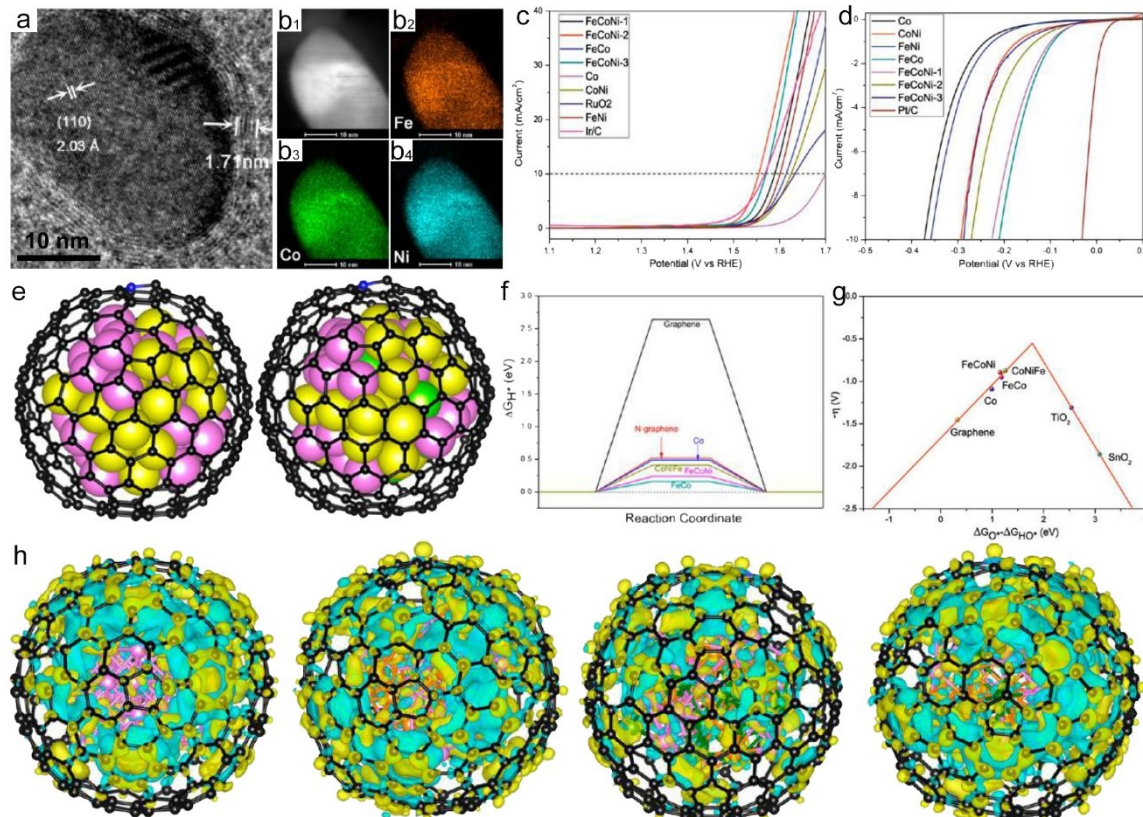 a
(110)
2.03 Å
1.71nm
10 nm
b1
10 nm
b2
Fe
10 nm
b3
Co
10 nm
b4
Ni
10 nm
c
Current (mA/cm²)
40
30
20
10
0
FeCoNi-1
FeCoNi-2
FeCo
FeCoNi-3
Co
CoNi
RuO2
FeNi
Ir/C
1.1 1.2 1.3 1.4 1.5 1.6 1.7
Potential (V vs RHE)
d
Current (mA/cm²)
0
-2
-4
-6
-8
-10
Co
CoNi
FeNi
FeCo
FeCoNi-1
FeCoNi-2
FeCoNi-3
Pt/C
-0.5 -0.4 -0.3 -0.2 -0.1 0.0 0.1
Potential (V vs RHE)
e
f
ΔGH* (eV)
3.0
2.5
2.0
1.5
1.0
0.5
0.0
Graphene
N-graphone
Co
CoNiFe
FeCoNi
FeCo
Reaction Coordinate
g
-η (V)
-0.0
-0.5
-1.0
-1.5
-2.0
-2.5
FeCoNi
CoNiFe
FeCo
Co
Graphene
TiO2
SnO2
-1 0 1 2 3
ΔGO*-ΔGHO* (eV)
h